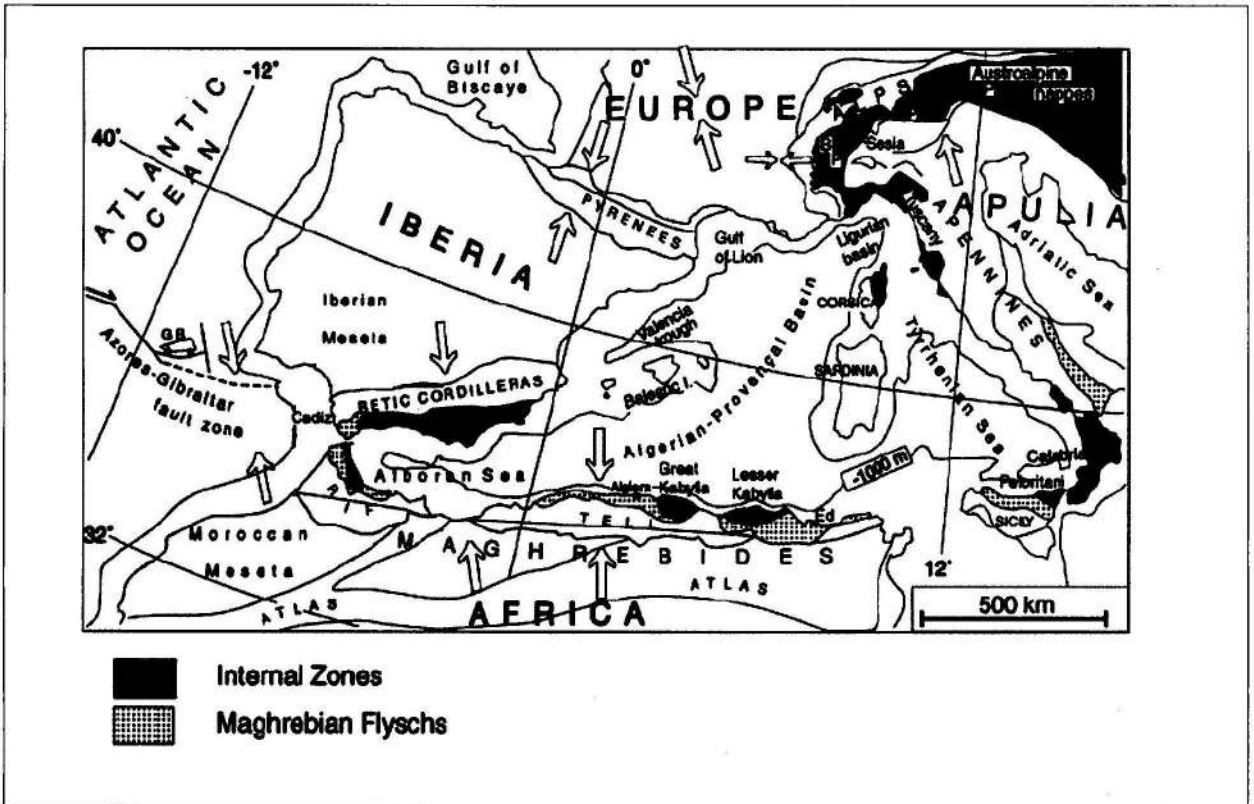 -12°
Gulf of
Biscaye
0°
EUROPE
ALPS
Austroalpine
nappes
40°
ATLANTIC
OCEAN
Sesia
IBERIA
PYRENEES
Gulf
of Lion
Ligurian
basin
Tuscany
APENNINES
APULIA
Adriatic Sea
Iberian
Meseta
CORSICA
GB
Azores-Gibraltar
fault zone
Valencia
trough
Balearic I.
Algerian-Provençal Basin
SARDINIA
Tyrrhenian Sea
BETIC CORDILLERAS
Cadiz
Alboran Sea
Great
Kabylia
Algiers
Lesser
Kabylia
-1000 m
Calabria
Peloritani
SICILY
RIF
TELL
Ed
32°
Moroccan
Meseta
MAGHREBIDES
12°
ATLAS
ATLAS
AFRICA
500 km
Internal Zones
Maghrebian Flyschs